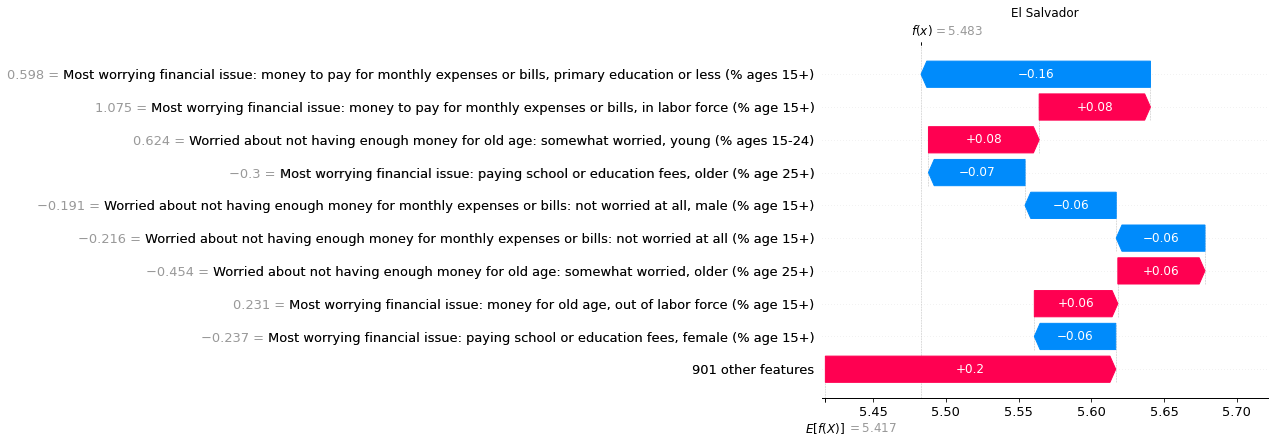 El Salvador
f(x) = 5.483
0.598 = Most worrying financial issue: money to pay for monthly expenses or bills, primary education or less (% ages 15+)
−0.16
1.075 = Most worrying financial issue: money to pay for monthly expenses or bills, in labor force (% age 15+)
+0.08
0.624 = Worried about not having enough money for old age: somewhat worried, young (% ages 15-24)
+0.08
−0.3 = Most worrying financial issue: paying school or education fees, older (% age 25+)
−0.07
−0.191 = Worried about not having enough money for monthly expenses or bills: not worried at all, male (% age 15+)
−0.06
−0.216 = Worried about not having enough money for monthly expenses or bills: not worried at all (% age 15+)
−0.06
−0.454 = Worried about not having enough money for old age: somewhat worried, older (% age 25+)
+0.06
0.231 = Most worrying financial issue: money for old age, out of labor force (% age 15+)
+0.06
−0.237 = Most worrying financial issue: paying school or education fees, female (% age 15+)
−0.06
901 other features
+0.2
5.45 5.50 5.55 5.60 5.65 5.70
E[f(X)] = 5.417